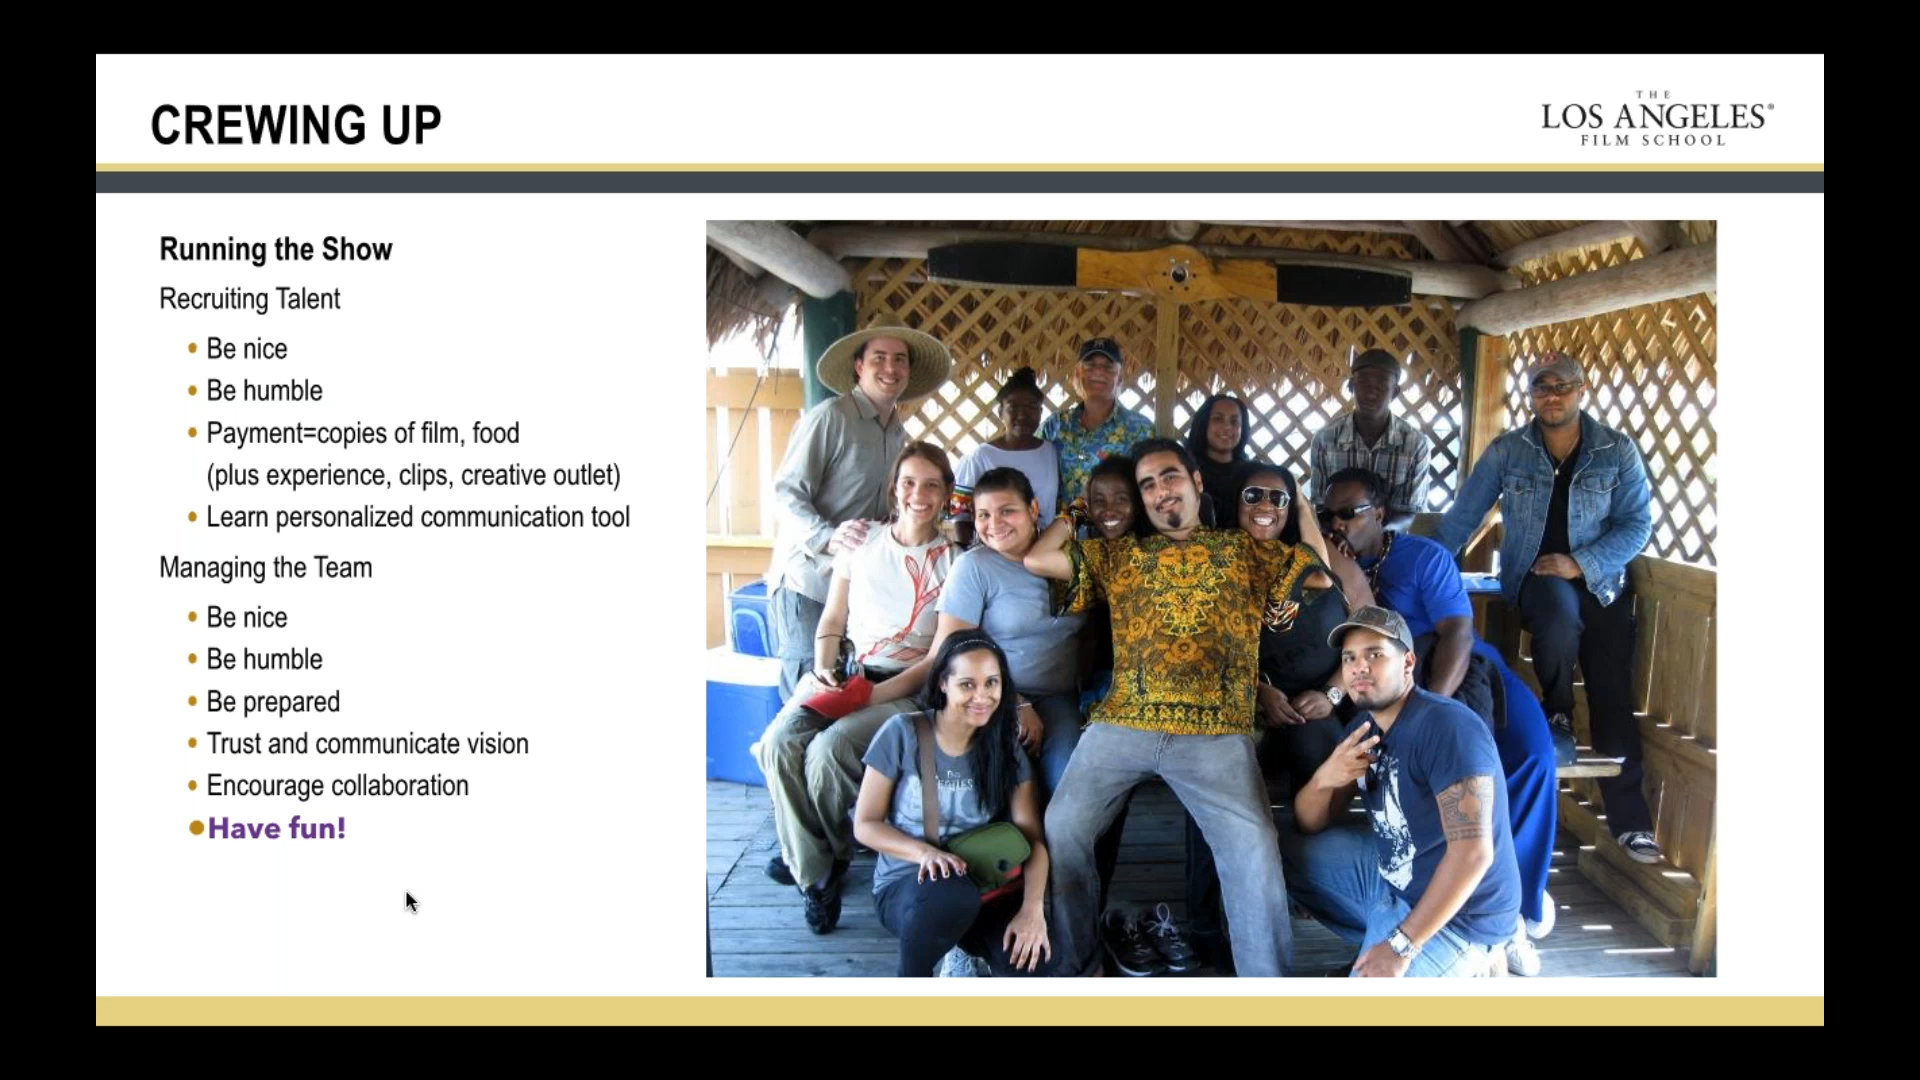 CREWING UP
THE
LOS ANGELES®
FILM SCHOOL
Running the Show
Recruiting Talent
• Be nice
• Be humble
• Payment=copies of film, food
(plus experience, clips, creative outlet)
• Learn personalized communication tool
Managing the Team
• Be nice
• Be humble
• Be prepared
• Trust and communicate vision
• Encourage collaboration
• Have fun!